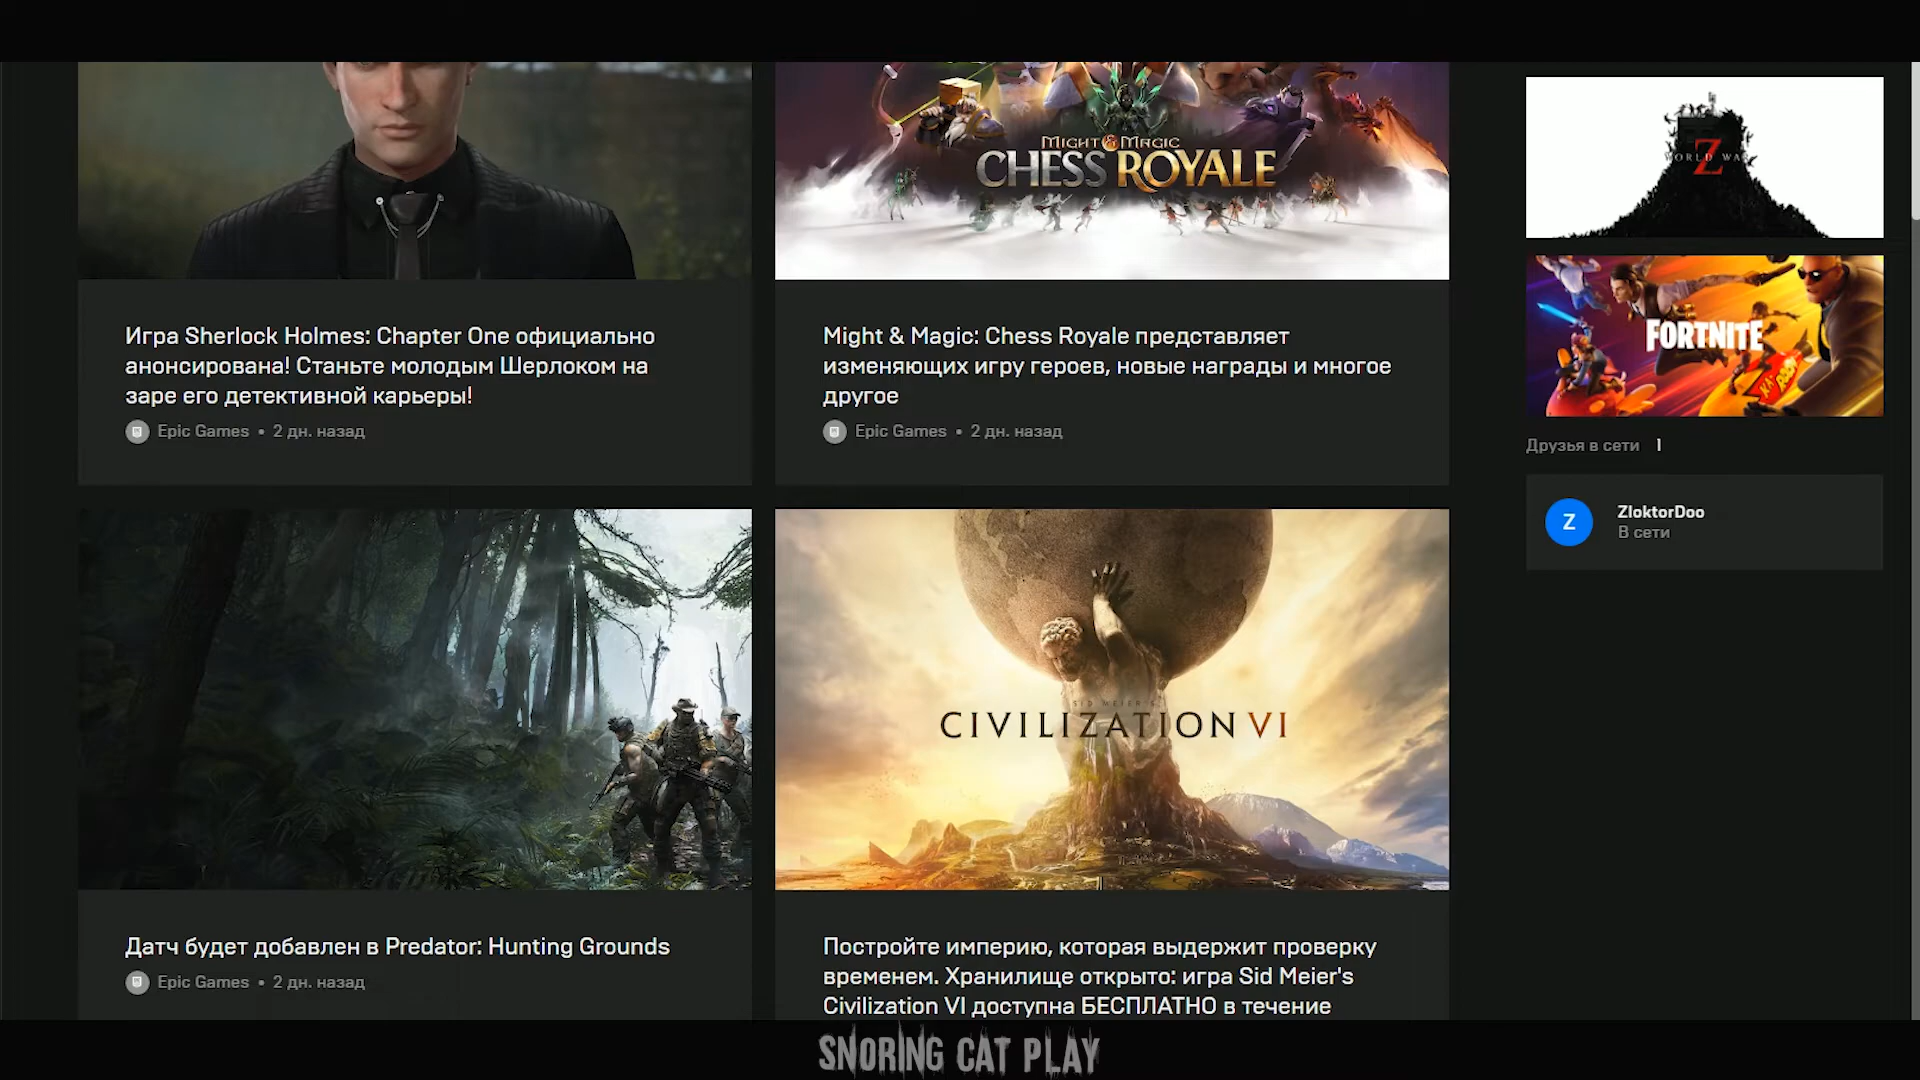 MIGHT & MAGIC
CHESS ROYALE
Игра Sherlock Holmes: Chapter One официально
анонсирована! Станьте молодым Шерлоком на
заре его детективной карьеры!
Epic Games • 2 дн. назад
Might & Magic: Chess Royale представляет
изменяющих игру героев, новые награды и многое
другое
Epic Games • 2 дн. назад
WORLD WAR
Z
FORTNITE
Друзья в сети 1
Z
ZloktorDoo
В сети
SID MEIER'S
CIVILIZATION VI
Датч будет добавлен в Predator: Hunting Grounds
Epic Games • 2 дн. назад
Постройте империю, которая выдержит проверку
временем. Хранилище открыто: игра Sid Meier's
Civilization VI доступна БЕСПЛАТНО в течение
SNORING CAT PLAY